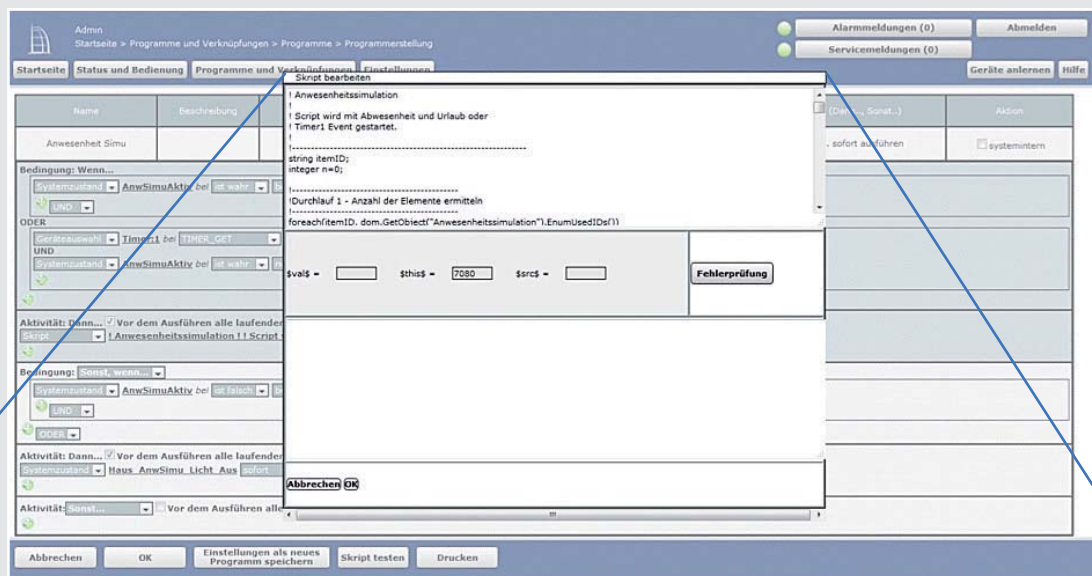 Admin
Startseite > Programme und Verknüpfungen > Programme > Programmerstellung
Alarmmeldungen (0)
Abmelden
Servicemeldungen (0)
Startseite
Status und Bedienung
Programme und Verknüpfungen
Einstellungen
Geräte anlernen
Hilfe
Name
Beschreibung
Sonst..)
Aktion
Anwesenheit Simu
sofort ausführen
systemintern
Bedingung: Wenn...
Systemzustand AnwSimuAktiv bei ist wahr
UND
ODER
Geräteauswahl Timer:1 bei TIMER_GET
UND
Systemzustand AnwSimuAktiv bei ist wahr
Aktivität: Dann... Vor dem Ausführen alle laufenden
Skript ! Anwesenheitssimulation ! ! Script
Bedingung: Sonst, wenn...
Systemzustand AnwSimuAktiv bei ist falsch
UND
ODER
Aktivität: Dann... Vor dem Ausführen alle laufenden
Systemzustand Haus_AnwSimu_Licht_Aus sofort
Aktivität: Sonst... Vor dem Ausführen alle
Skript bearbeiten
! Anwesenheitssimulation
!
! Script wird mit Abwesenheit und Urlaub oder
! Timer1 Event gestartet.
!
!----------------------------------------------------------------
string itemID;
integer n=0;
!---------------------------------------------
!Durchlauf 1 - Anzahl der Elemente ermitteln
!---------------------------------------------
foreach(itemID, dom.GetObject("Anwesenheitssimulation").EnumUsedIDs())
$val$ =
$this$ = 7080
$src$ =
Fehlerprüfung
Abbrechen OK
Abbrechen
OK
Einstellungen als neues
Programm speichern
Skript testen
Drucken